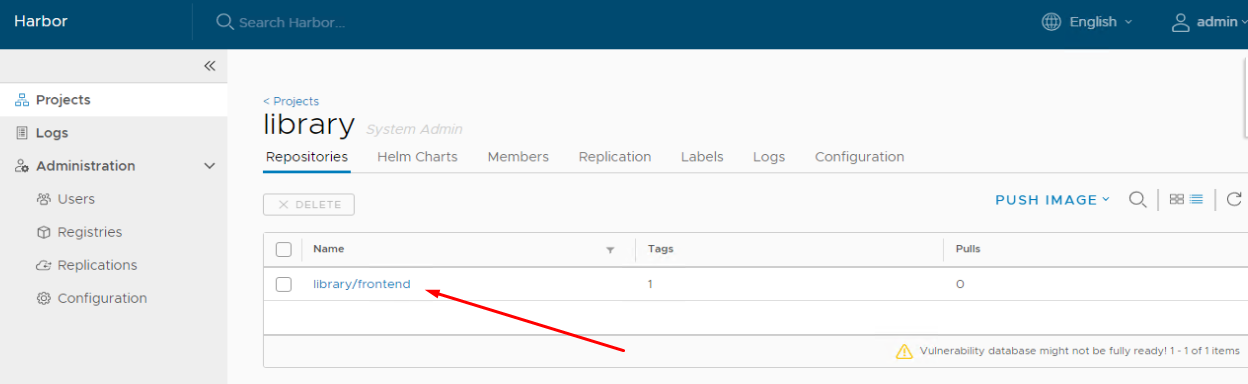 Harbor
Search Harbor...
English
admin
Projects
Logs
Administration
Users
Registries
Replications
Configuration
< Projects
library System Admin
Repositories Helm Charts Members Replication Labels Logs Configuration
DELETE
PUSH IMAGE
Name Tags Pulls
library/frontend 1 0
Vulnerability database might not be fully ready! 1 - 1 of 1 items